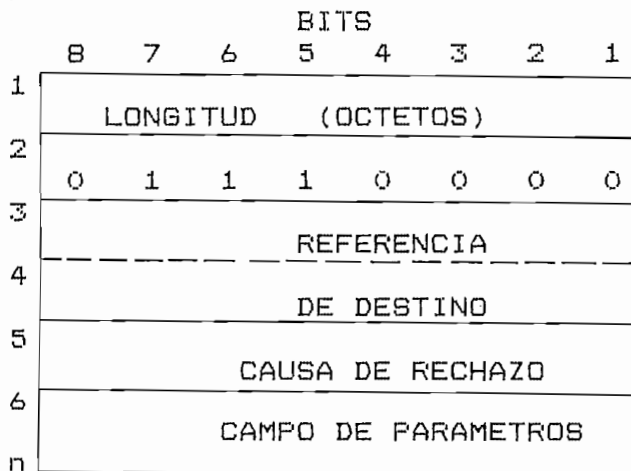 BITS
8 7 6 5 4 3 2 1
1
LONGITUD (OCTETOS)
2
0 1 1 1 0 0 0 0
3
REFERENCIA
4
DE DESTINO
5
CAUSA DE RECHAZO
6
CAMPO DE PARAMETROS
n